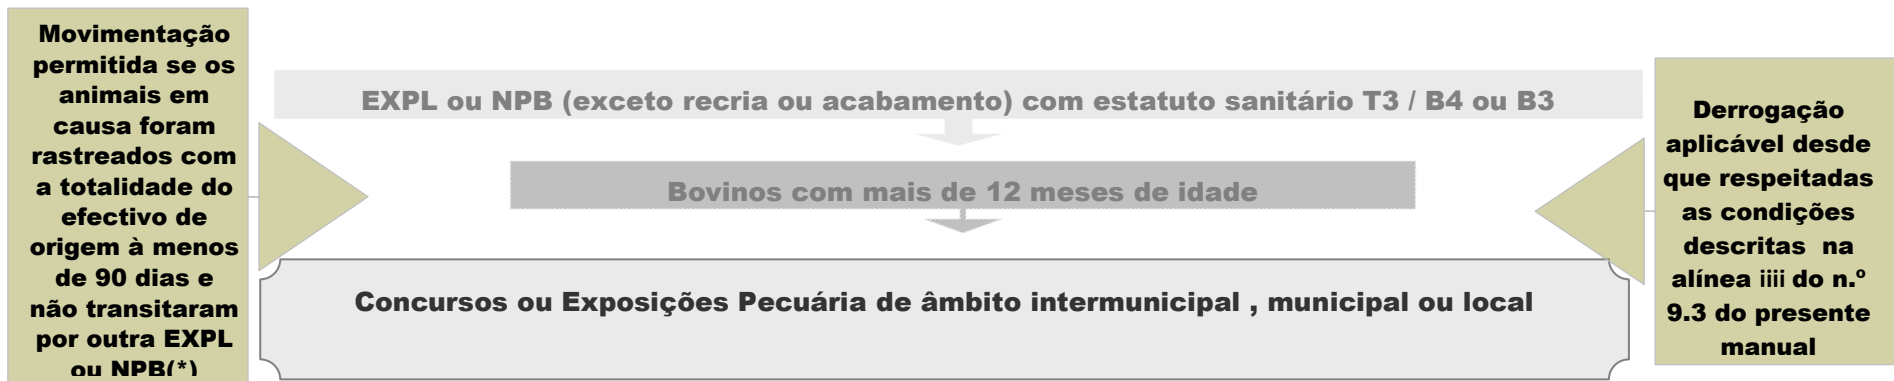 Movimentação
permitida se os
animais em
causa foram
rastreados com
a totalidade do
efectivo de
origem à menos
de 90 dias e
não transitaram
por outra EXPL
ou NPB(*)
EXPL ou NPB (exceto recria ou acabamento) com estatuto sanitário T3 / B4 ou B3
Bovinos com mais de 12 meses de idade
Concursos ou Exposições Pecuária de âmbito intermunicipal , municipal ou local
Derrogação
aplicável desde
que respeitadas
as condições
descritas na
alínea iiii do n.º
9.3 do presente
manual